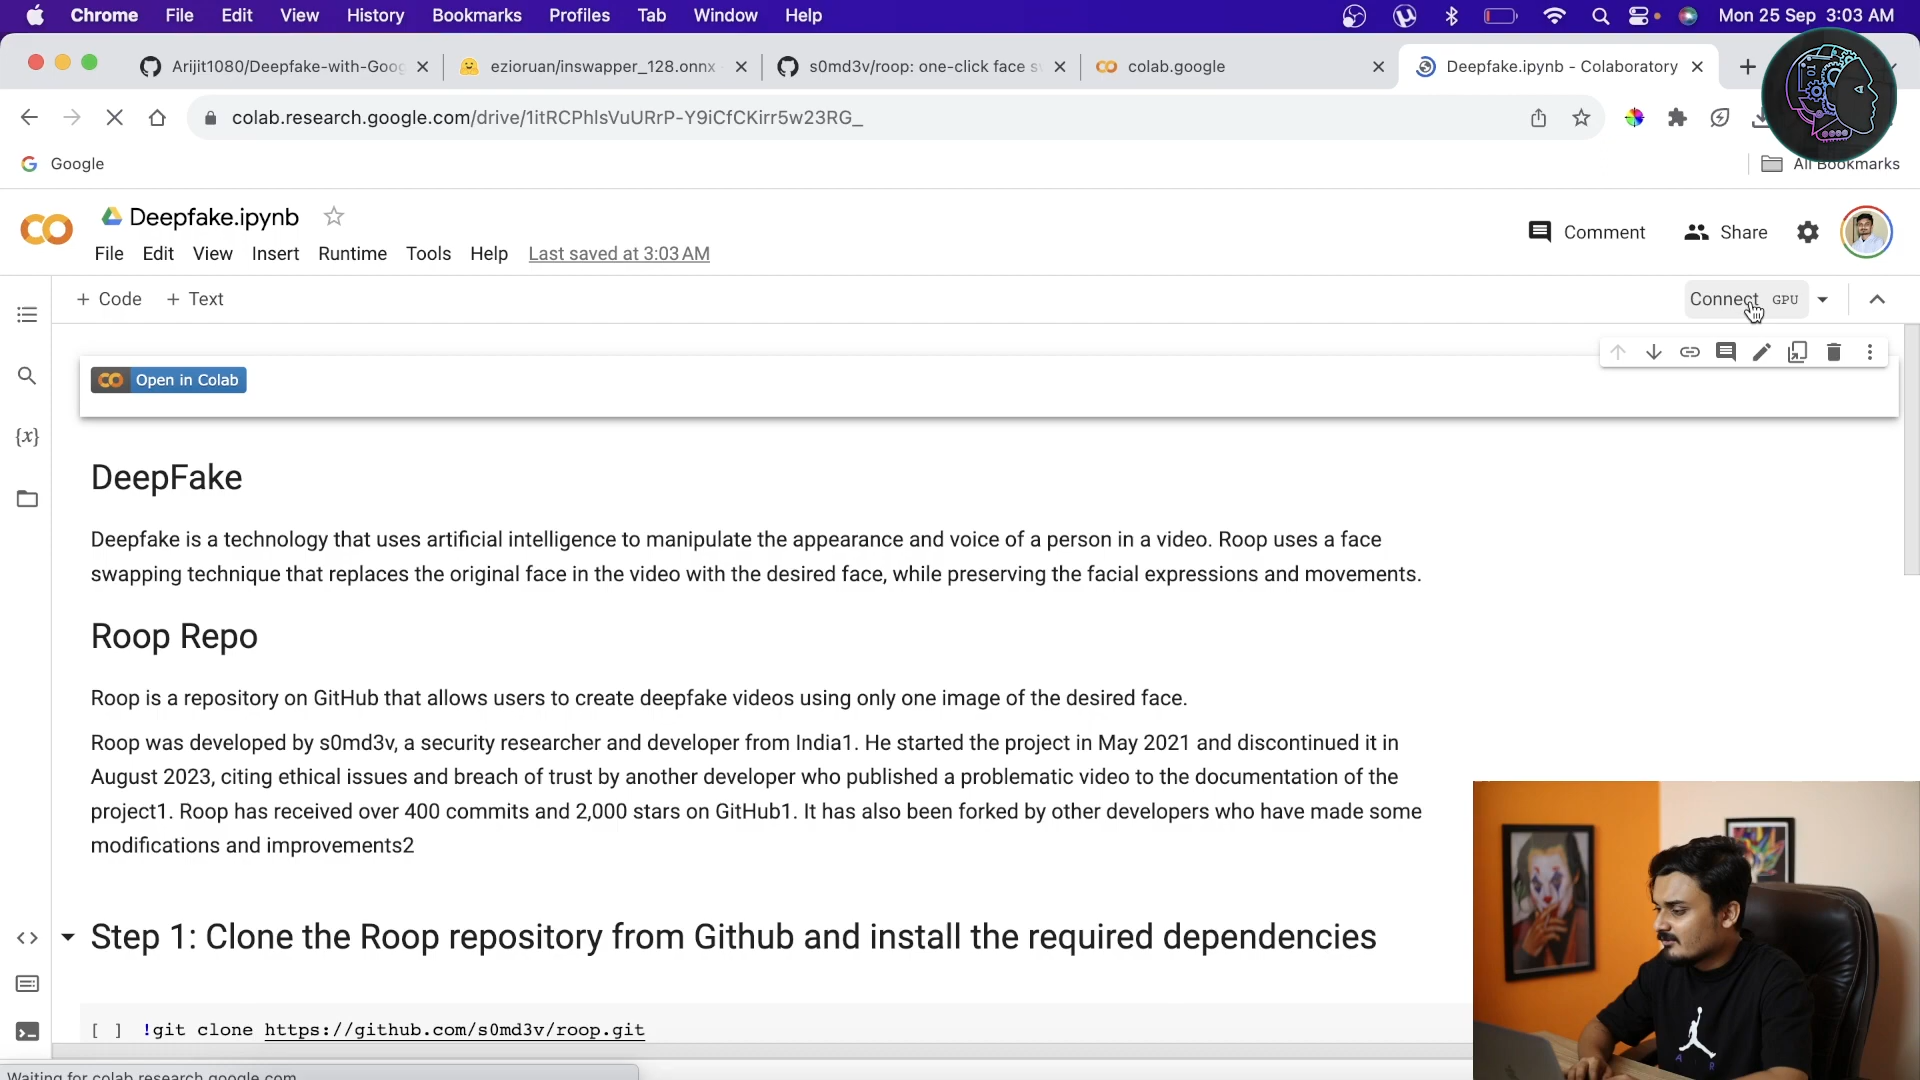 Chrome File Edit View History Bookmarks Profiles Tab Window Help Mon 25 Sep 3:03 AM
Arijit1080/Deepfake-with-Goog ezioruan/inswapper_128.onnx s0md3v/roop: one-click face s colab.google Deepfake.ipynb - Colaboratory
colab.research.google.com/drive/1itRCPhlsVuURrP-Y9iCfCKirr5w23RG_
Google All Bookmarks
CO Deepfake.ipynb
Comment Share
File Edit View Insert Runtime Tools Help Last saved at 3:03 AM
+ Code + Text Connect GPU
Open in Colab
{x}
DeepFake
Deepfake is a technology that uses artificial intelligence to manipulate the appearance and voice of a person in a video. Roop uses a face
swapping technique that replaces the original face in the video with the desired face, while preserving the facial expressions and movements.
Roop Repo
Roop is a repository on GitHub that allows users to create deepfake videos using only one image of the desired face.
Roop was developed by s0md3v, a security researcher and developer from India1. He started the project in May 2021 and discontinued it in
August 2023, citing ethical issues and breach of trust by another developer who published a problematic video to the documentation of the
project1. Roop has received over 400 commits and 2,000 stars on GitHub1. It has also been forked by other developers who have made some
modifications and improvements2
Step 1: Clone the Roop repository from Github and install the required dependencies
[ ] !git clone https://github.com/s0md3v/roop.git
Waiting for colab.research.google.com